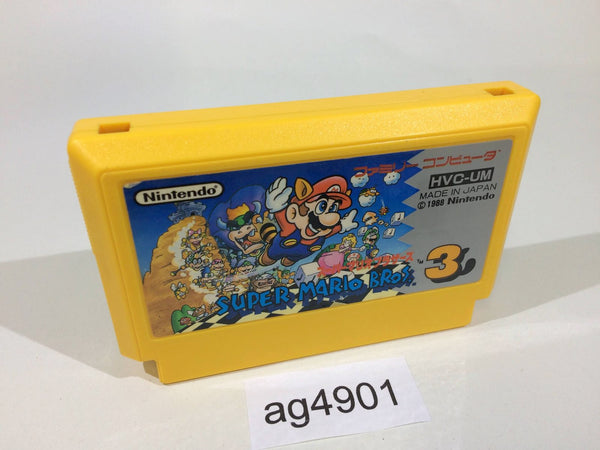 Nintendo
ファミリーコンピュータ
HVC-UM
MADE IN JAPAN
© 1988 Nintendo
SUPER MARIO BROS.
3
TM
ag4901